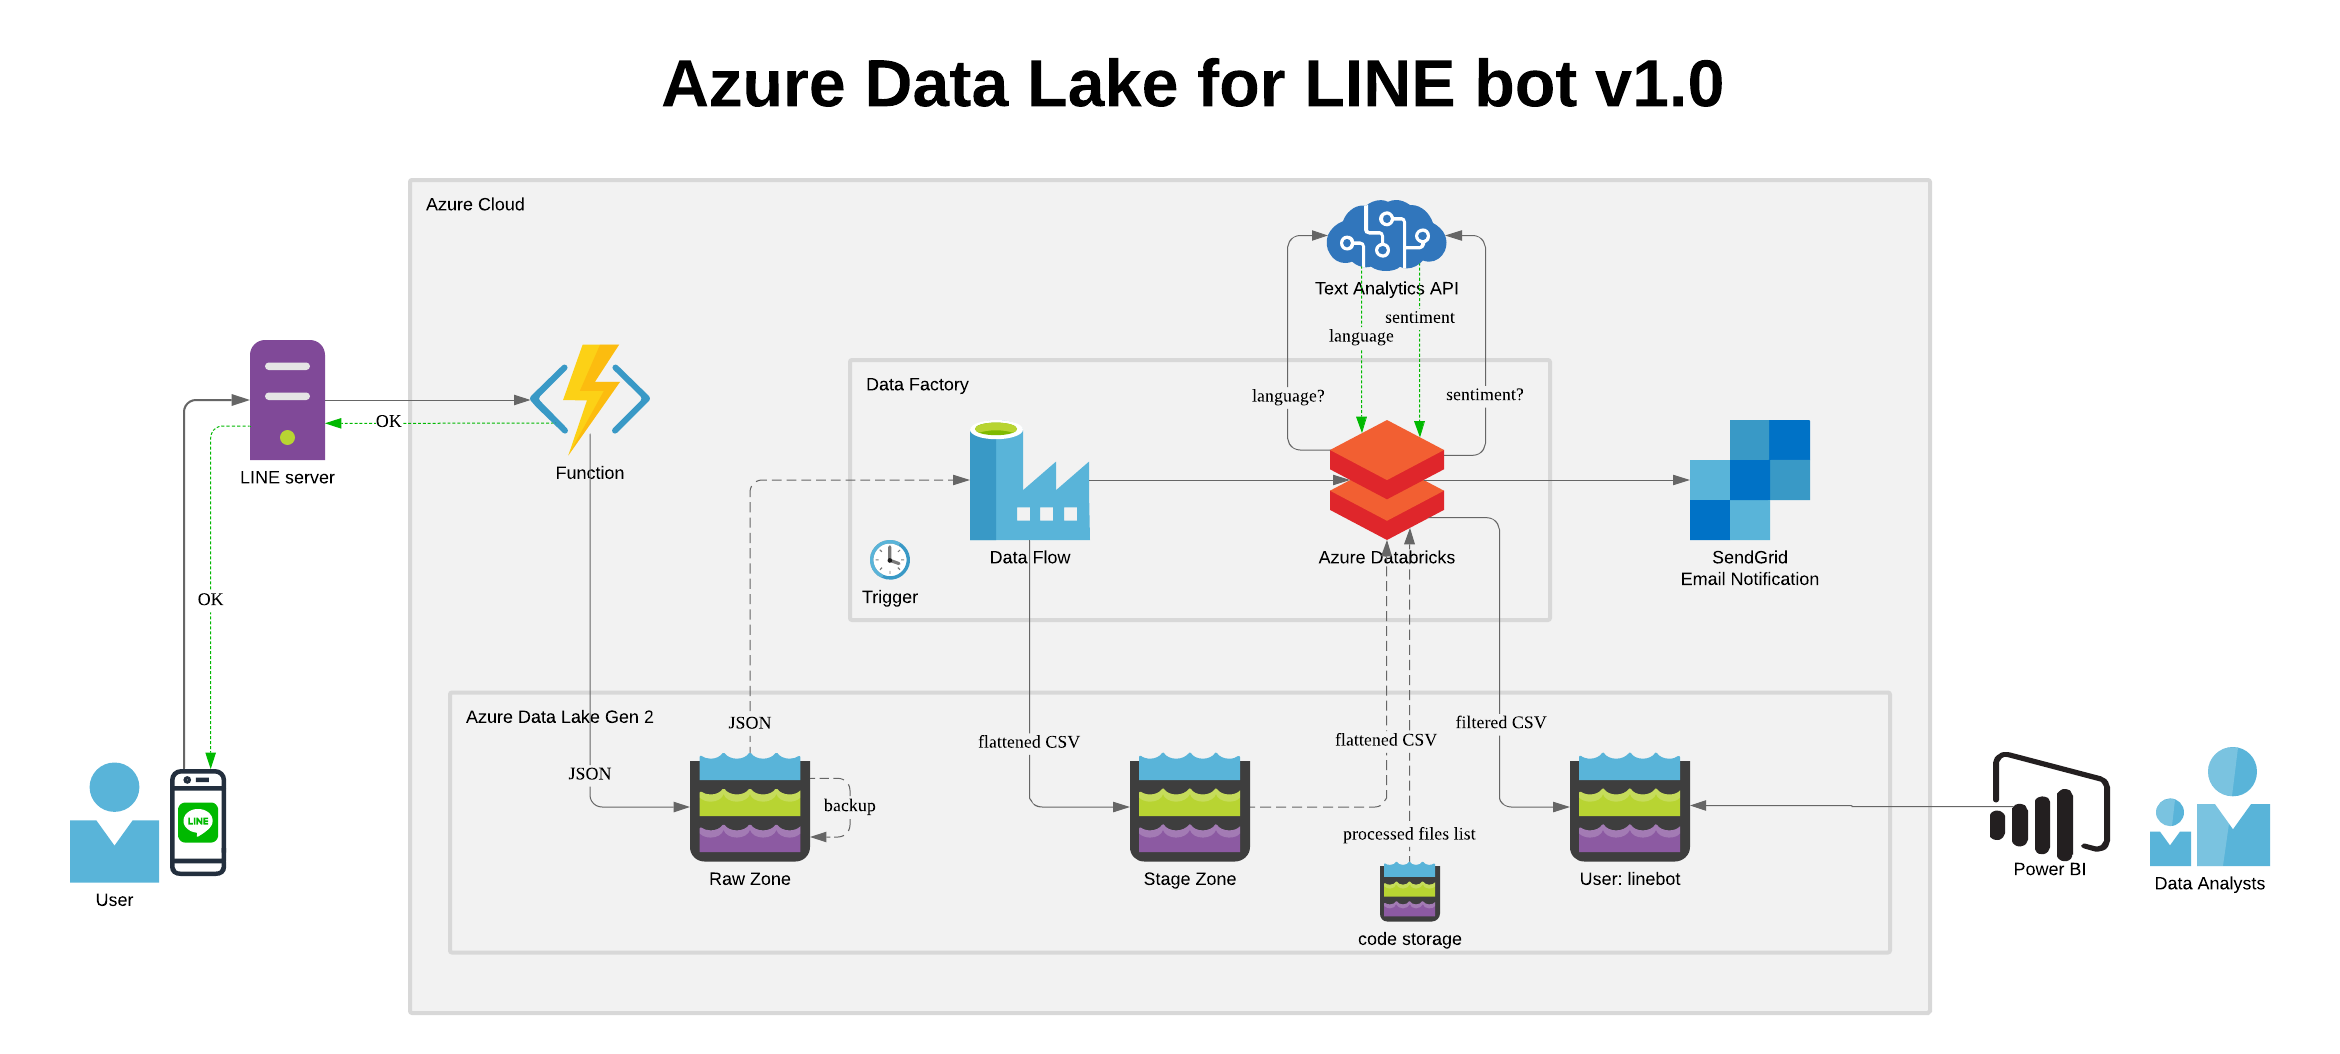 Azure Data Lake for LINE bot v1.0
Azure Cloud
Text Analytics API
sentiment
language
Data Factory
language?
sentiment?
OK
LINE server
Function
Data Flow
Azure Databricks
SendGrid
Email Notification
Trigger
OK
Azure Data Lake Gen 2
JSON
flattened CSV
flattened CSV
filtered CSV
JSON
backup
processed files list
LINE
User
Raw Zone
Stage Zone
User: linebot
code storage
Power BI
Data Analysts